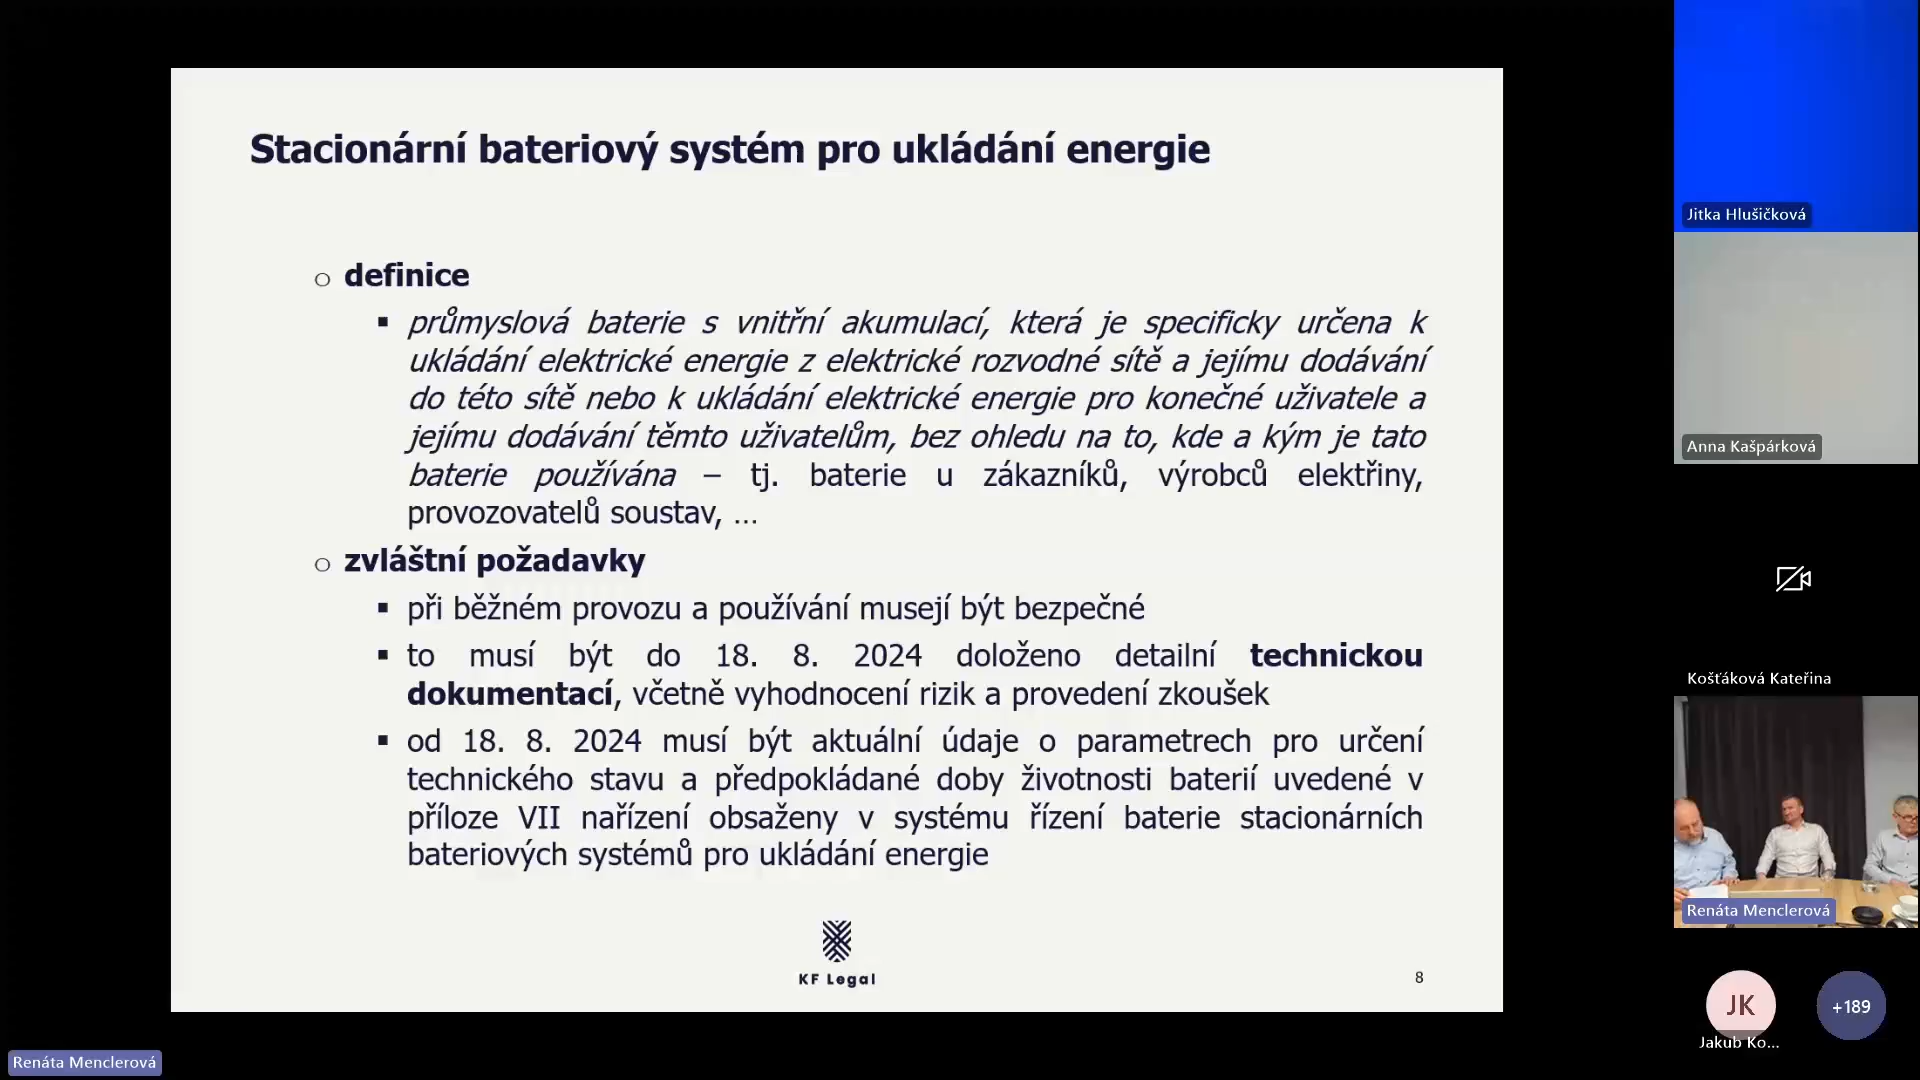 Stacionární bateriový systém pro ukládání energie
o definice
▪ průmyslová baterie s vnitřní akumulací, která je specificky určena k
ukládání elektrické energie z elektrické rozvodné sítě a jejímu dodávání
do této sítě nebo k ukládání elektrické energie pro konečné uživatele a
jejímu dodávání těmto uživatelům, bez ohledu na to, kde a kým je tato
baterie používána – tj. baterie u zákazníků, výrobců elektřiny,
provozovatelů soustav, …
o zvláštní požadavky
▪ při běžném provozu a používání musejí být bezpečné
▪ to musí být do 18. 8. 2024 doloženo detailní technickou
dokumentací, včetně vyhodnocení rizik a provedení zkoušek
▪ od 18. 8. 2024 musí být aktuální údaje o parametrech pro určení
technického stavu a předpokládané doby životnosti baterií uvedené v
příloze VII nařízení obsaženy v systému řízení baterie stacionárních
bateriových systémů pro ukládání energie
KF Legal
8
Jitka Hlušičková
Anna Kašpárková
Košťáková Kateřina
Renáta Menclerová
JK
+189
Jakub Ko...
Renáta Menclerová